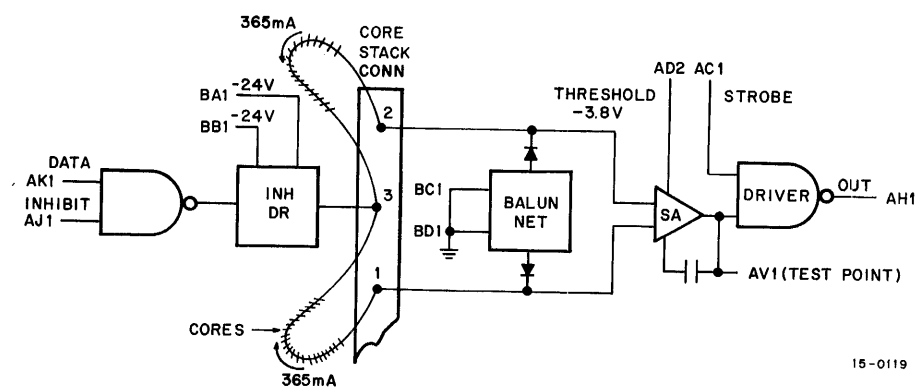 365mA
CORE
STACK
CONN
AD2 AC1
THRESHOLD
-3.8V
STROBE
BA1 -24V
BB1 -24V
2
DATA
AK1
INHIBIT
AJ1
INH
DR
3
BC1
BD1
BALUN
NET
SA
DRIVER
OUT
AH1
1
AV1(TEST POINT)
CORES
365mA
15-0119